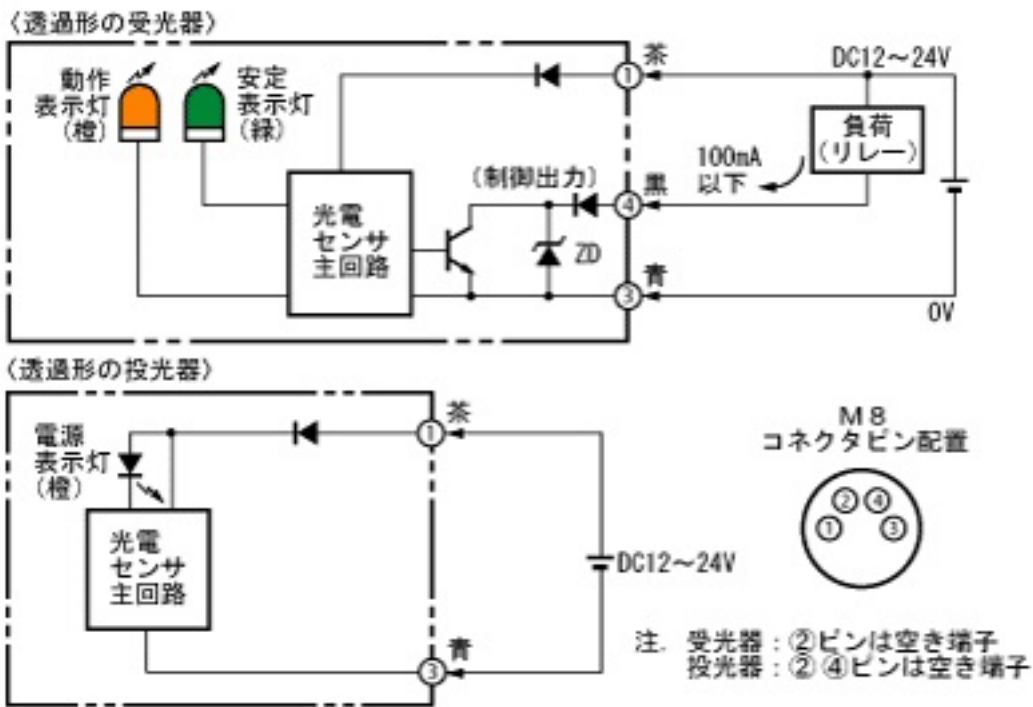 〈透過形の受光器〉
動作
表示灯
(橙)
安定
表示灯
(緑)
光電
センサ
主回路
(制御出力)
ZD
①
茶
④
黒
③
青
100mA
以下
DC12～24V
負荷
(リレー)
0V
〈透過形の投光器〉
電源
表示灯
(橙)
光電
センサ
主回路
①
茶
③
青
DC12～24V
M8
コネクタピン配置
② ④
① ③
注. 受光器：②ピンは空き端子
投光器：②④ピンは空き端子